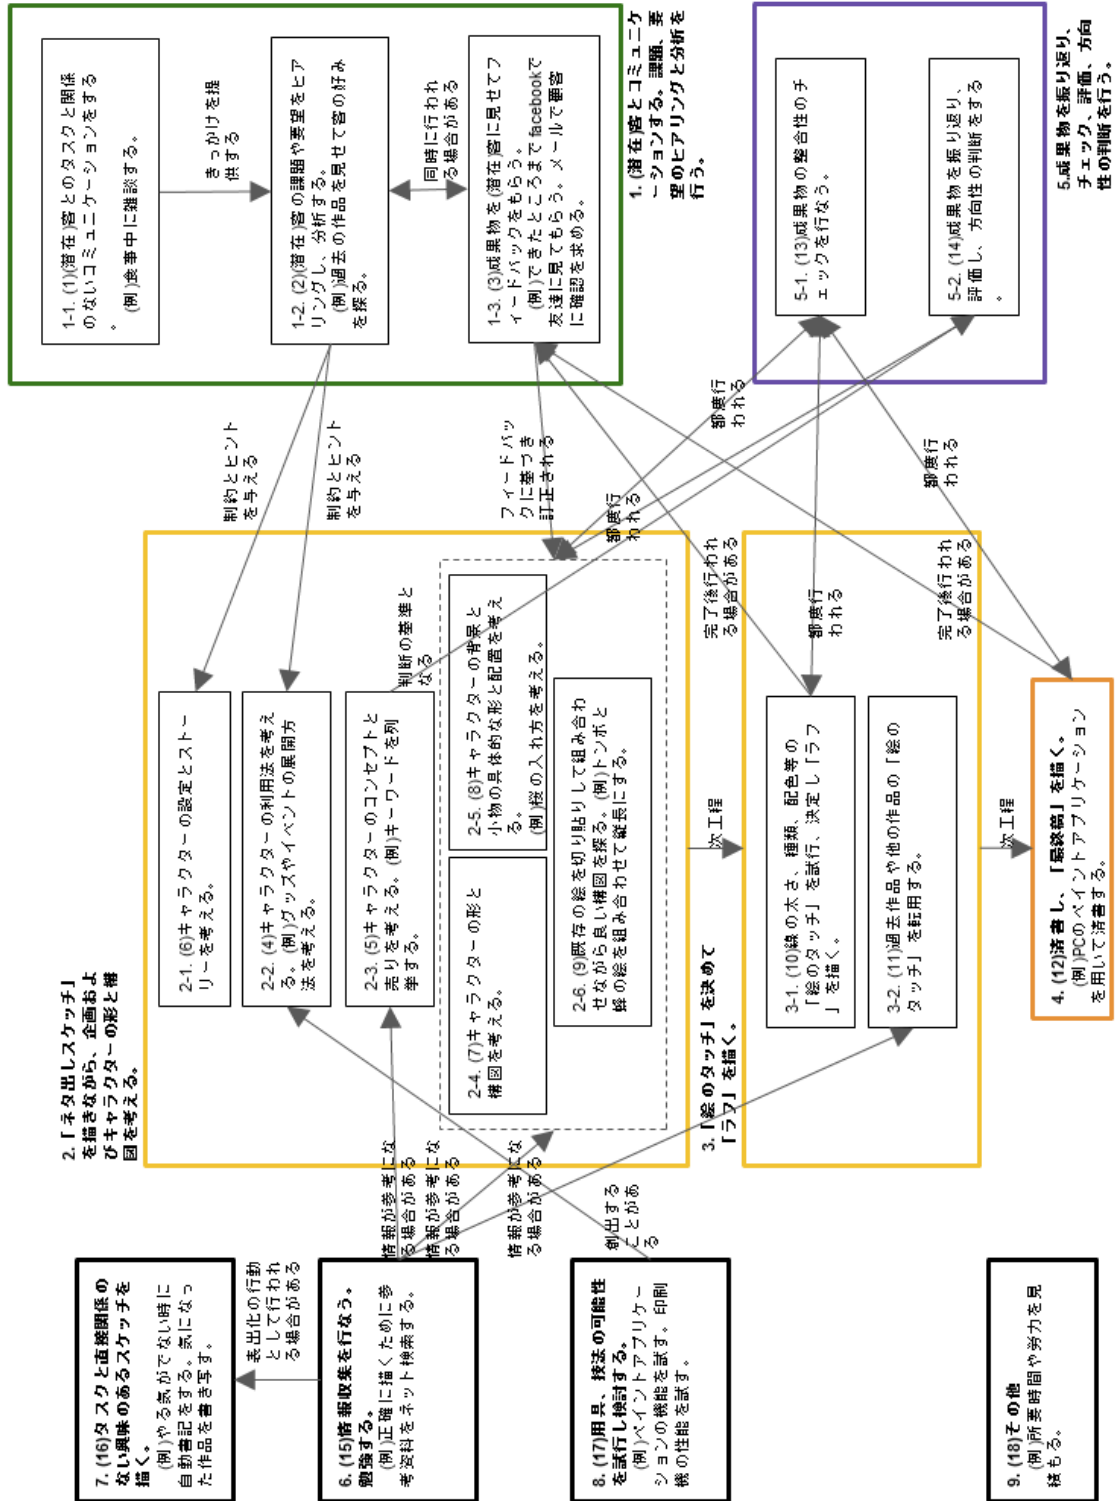 7. (16)タスクと直接関係の
ない興味のあるスケッチを
描く。
(例)やる気がでない時に
自動書記をする。気になっ
た作品を書き写す。
表出化の行動
として行われ
る場合がある
6. (15)情報収集を行なう。
勉強する。
(例)正確に描くために参
考資料をネット検索する。
8. (17)用具、技法の可能性
を試行し検討する。
(例)ペイントアプリケー
ションの機能を試す。印刷
機の性能を試す。
9. (18)その他
(例)所要時間や労力を見
積もる。
情報が参考にな
る場合がある
情報が参考にな
る場合がある
情報が参考にな
る場合がある
創出する
ことがあ
る
2.「ネタ出しスケッチ」
を描きながら、企画およ
びキャラクターの形と構
図を考える。
2-1. (6)キャラクターの設定とストー
リーを考える。
2-2. (4)キャラクターの利用法を考え
る。(例)グッズやイベントの展開方
法を考える。
2-3. (5)キャラクターのコンセプトと
売りを考える。(例)キーワードを列
挙する。
2-4. (7)キャラクターの形と
構図を考える。
2-5. (8)キャラクターの背景と
小物の具体的な形と配置を考え
る。
(例)桜の入れ方を考える。
2-6. (9)既存の絵を切り貼りして組み合わ
せながら良い構図を探る。(例)トンボと
蜂の絵を組み合わせて縦長にする。
判断の基準と
なる
次工程
3.「絵のタッチ」を決めて
「ラフ」を描く。
3-1. (10)線の太さ、種類、配色等の
「絵のタッチ」を試行、決定し「ラフ
」を描く。
3-2. (11)過去作品や他の作品の「絵の
タッチ」を転用する。
次工程
4. (12)清書し、「最終稿」を描く。
(例)PCのペイントアプリケーション
を用いて清書する。
制約とヒント
を与える
制約とヒント
を与える
フィードバッ
クに基づき
訂正される
都度行
われる
都度行
われる
完了後行われ
る場合がある
都度行
われる
都度行
われる
完了後行われ
る場合がある
1-1. (1)(潜在)客とのタスクと関係
のないコミュニケーションをする
。 (例)食事中に雑談する。
きっかけを提
供する
1-2. (2)(潜在)客の課題や要望をヒア
リングし、分析する。
(例)過去の作品を見せて客の好み
を探る。
同時に行われ
る場合がある
1-3. (3)成果物を(潜在)客に見せてフ
ィードバックをもらう。
(例)できたところまでfacebookで
友達に見てもらう。メールで顧客
に確認を求める。
1. (潜在)客とコミュニケ
ーションする。課題、要
望のヒアリングと分析を
行う。
5-1. (13)成果物の整合性のチ
ェックを行なう。
5-2. (14)成果物を振り返り、
評価し、方向性の判断をする
。
5.成果物を振り返り、
チェック、評価、方向
性の判断を行う。